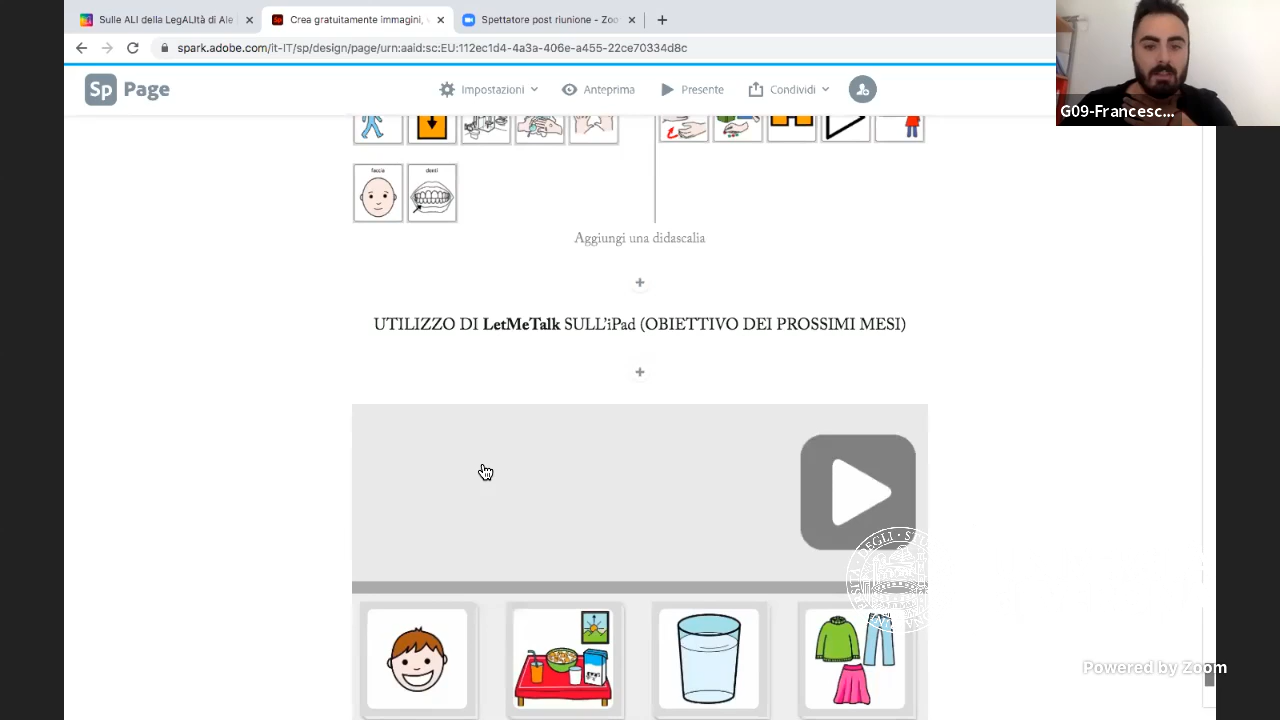 Sulle ALI della LegALItà di Ale
Crea gratuitamente immagini, v
Spettatore post riunione - Zoo
spark.adobe.com/it-IT/sp/design/page/urn:aaid:sc:EU:112ec1d4-4a3a-406e-a455-22ce70334d8c
Sp Page
Impostazioni
Anteprima
Presente
Condividi
G09-Francesc...
faccia
denti
Aggiungi una didascalia
UTILIZZO DI LetMeTalk SULL'iPad (OBIETTIVO DEI PROSSIMI MESI)
DEGLI · STU
Powered by Zoom